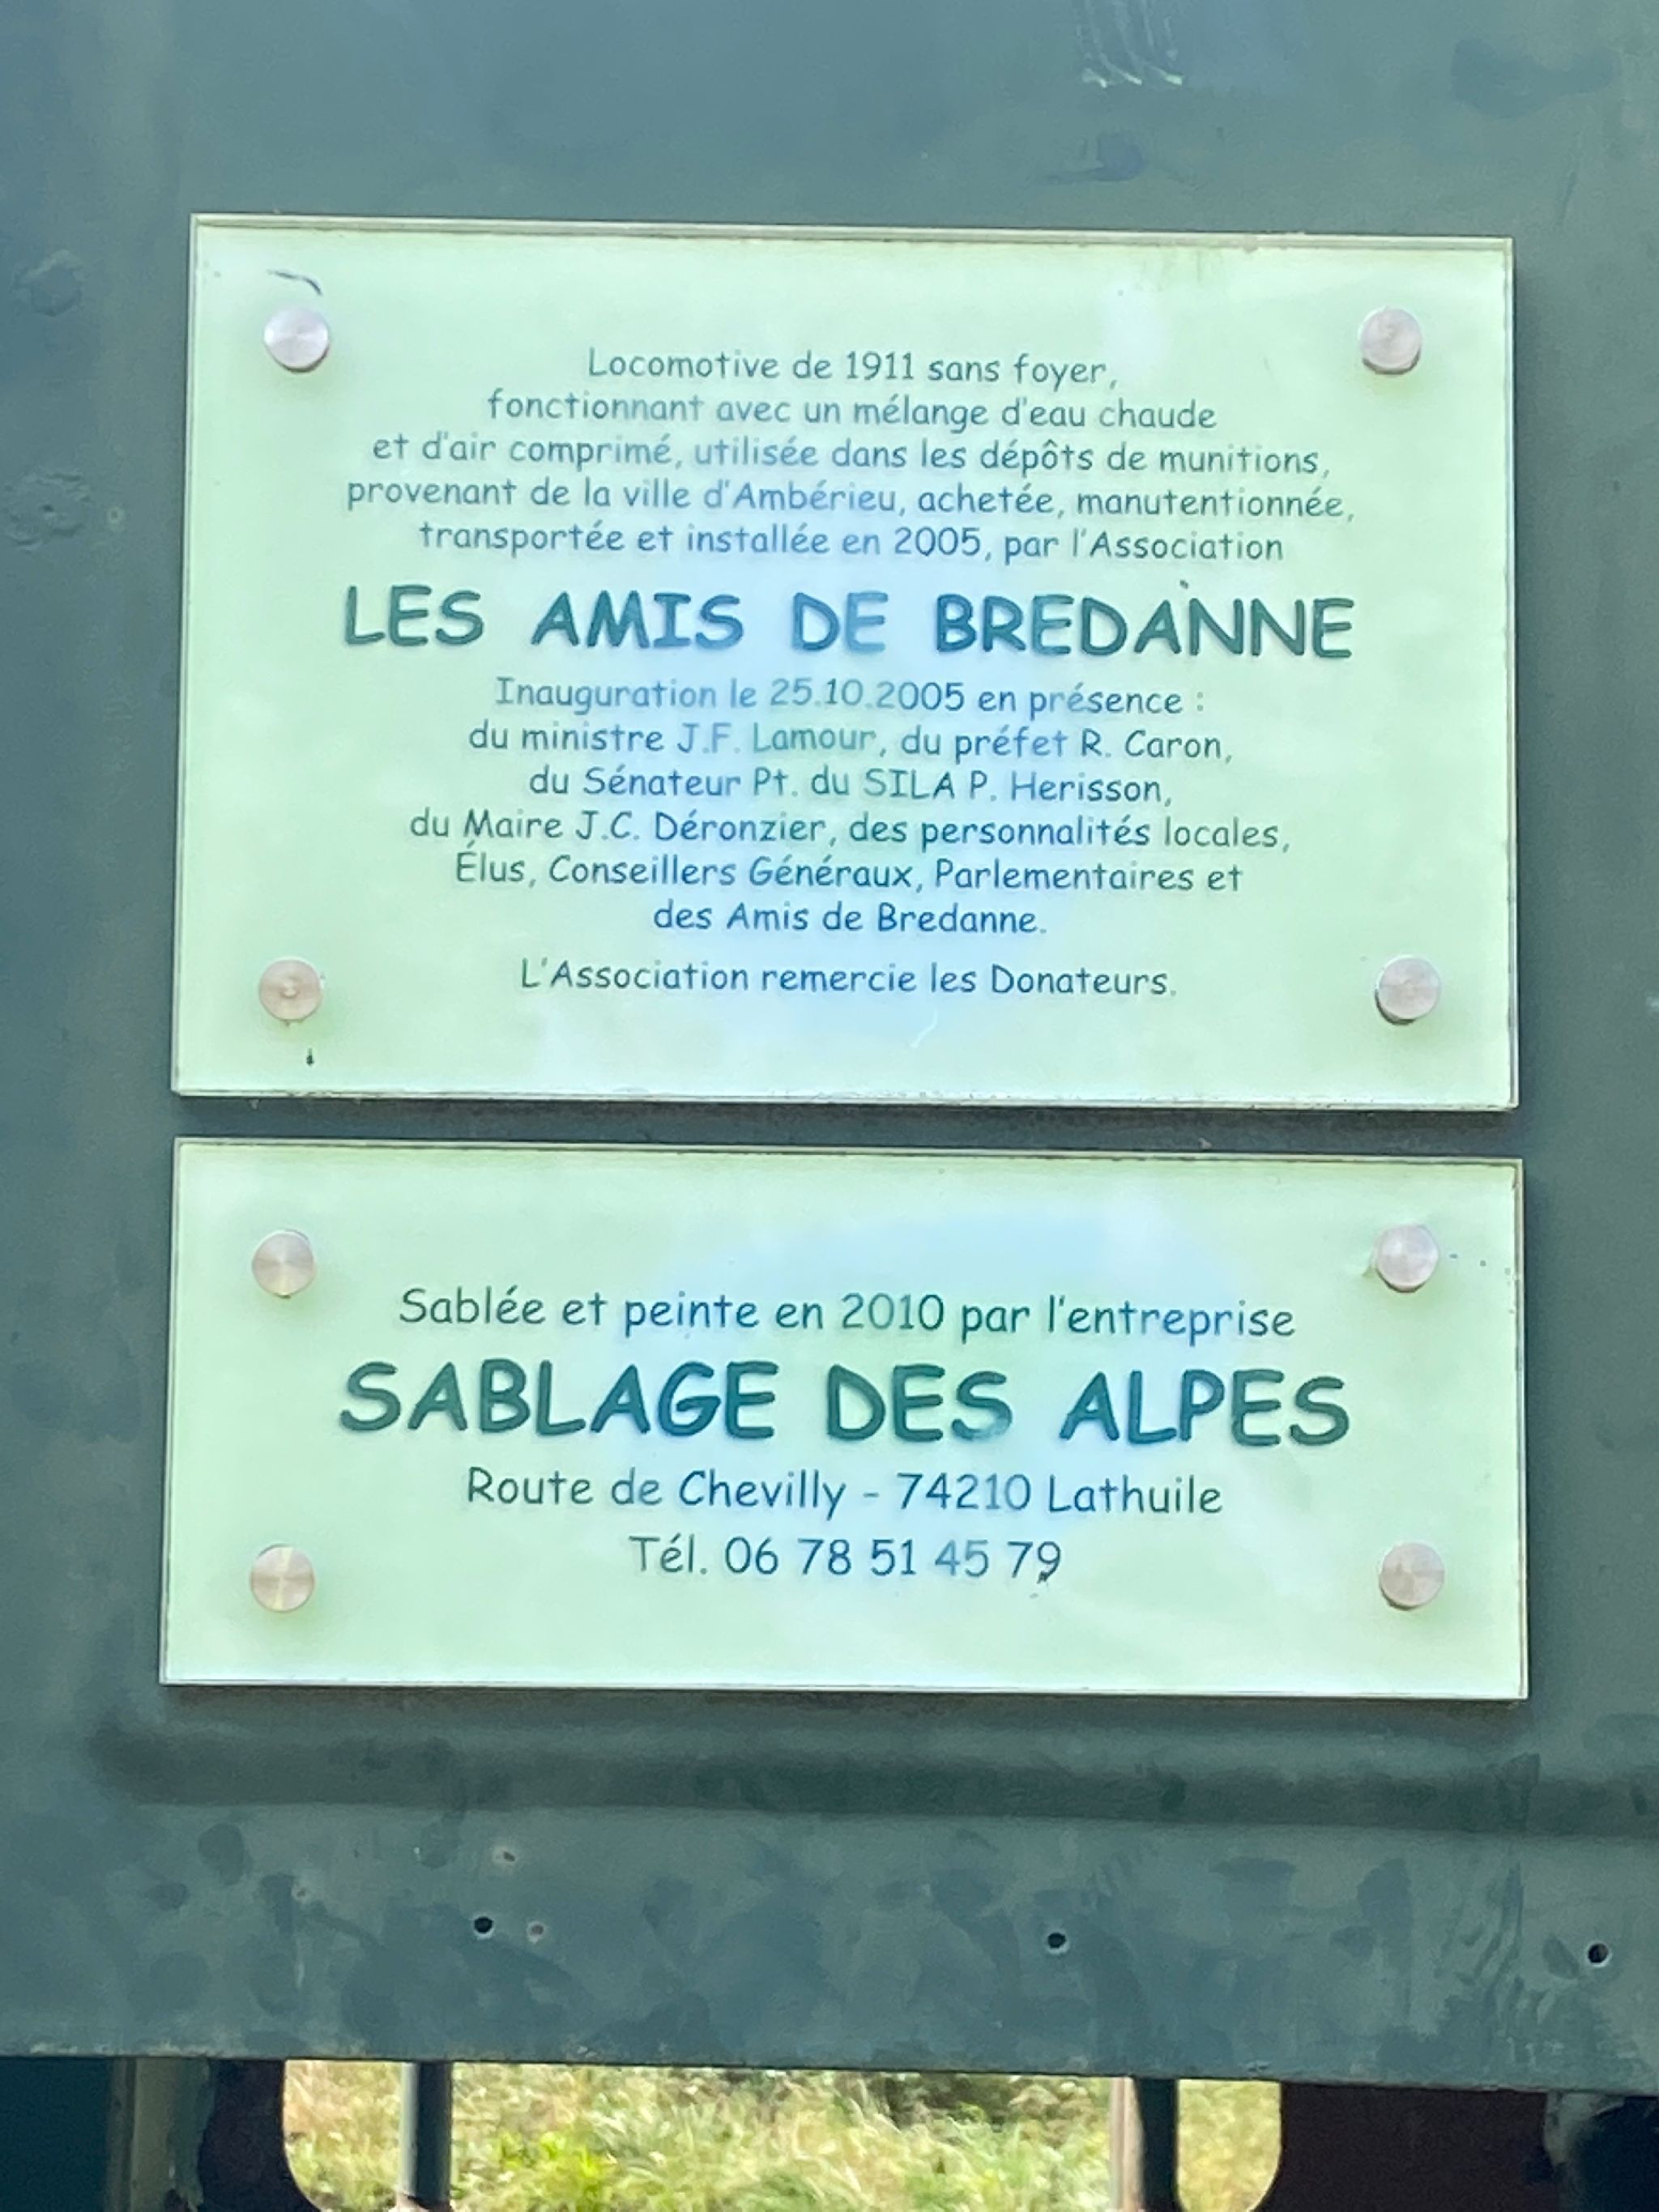 Locomotive de 1911 sans foyer,
fonctionnant avec un mélange d'eau chaude
et d'air comprimé, utilisée dans les dépôts de munitions,
provenant de la ville d'Ambérieu, achetée, manutentionnée,
transportée et installée en 2005, par l'Association
LES AMIS DE BREDANNE
Inauguration le 25.10.2005 en présence :
du ministre J.F. Lamour, du préfet R. Caron,
du Sénateur Pt. du SILA P. Herisson,
du Maire J.C. Déronzier, des personnalités locales,
Élus, Conseillers Généraux, Parlementaires et
des Amis de Bredanne.
L'Association remercie les Donateurs.
Sablée et peinte en 2010 par l'entreprise
SABLAGE DES ALPES
Route de Chevilly - 74210 Lathuile
Tél. 06 78 51 45 79